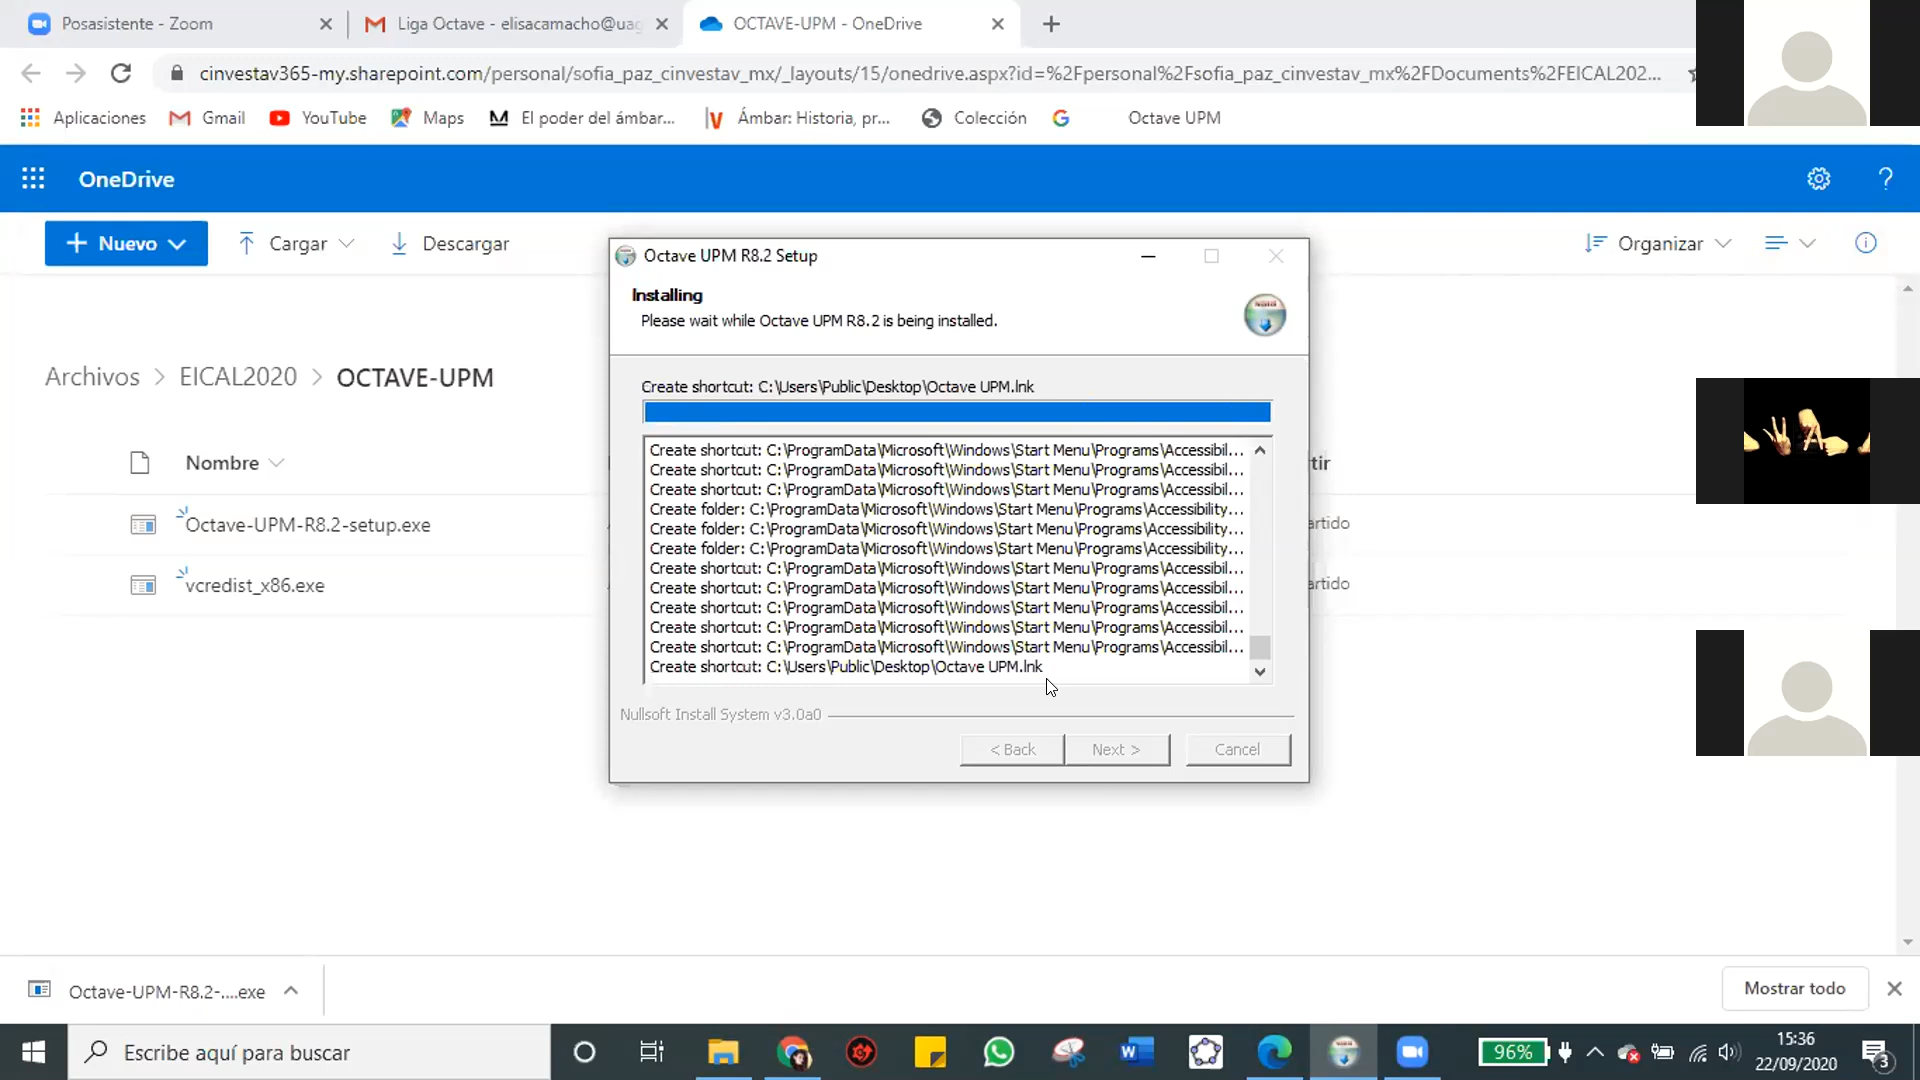 Posasistente - Zoom
Liga Octave - elisacamacho@uag
OCTAVE-UPM - OneDrive
cinvestav365-my.sharepoint.com/personal/sofia_paz_cinvestav_mx/_layouts/15/onedrive.aspx?id=%2Fpersonal%2Fsofia_paz_cinvestav_mx%2FDocuments%2FEICAL202...
Aplicaciones
Gmail
YouTube
Maps
El poder del ámbar...
Ámbar: Historia, pr...
Colección
Octave UPM
OneDrive
?
+ Nuevo
Cargar
Descargar
Organizar
Archivos > EICAL2020 > OCTAVE-UPM
Nombre
rtir
Octave-UPM-R8.2-setup.exe
artido
vcredist_x86.exe
artido
Octave UPM R8.2 Setup
Installing
Please wait while Octave UPM R8.2 is being installed.
Create shortcut: C:\Users\Public\Desktop\Octave UPM.lnk
Create shortcut: C:\ProgramData\Microsoft\Windows\Start Menu\Programs\Accessibil...
Create shortcut: C:\ProgramData\Microsoft\Windows\Start Menu\Programs\Accessibil...
Create shortcut: C:\ProgramData\Microsoft\Windows\Start Menu\Programs\Accessibil...
Create folder: C:\ProgramData\Microsoft\Windows\Start Menu\Programs\Accessibility...
Create folder: C:\ProgramData\Microsoft\Windows\Start Menu\Programs\Accessibility...
Create folder: C:\ProgramData\Microsoft\Windows\Start Menu\Programs\Accessibility...
Create shortcut: C:\ProgramData\Microsoft\Windows\Start Menu\Programs\Accessibil...
Create shortcut: C:\ProgramData\Microsoft\Windows\Start Menu\Programs\Accessibil...
Create shortcut: C:\ProgramData\Microsoft\Windows\Start Menu\Programs\Accessibil...
Create shortcut: C:\ProgramData\Microsoft\Windows\Start Menu\Programs\Accessibil...
Create shortcut: C:\ProgramData\Microsoft\Windows\Start Menu\Programs\Accessibil...
Create shortcut: C:\Users\Public\Desktop\Octave UPM.lnk
Nullsoft Install System v3.0a0
< Back
Next >
Cancel
Octave-UPM-R8.2-....exe
Mostrar todo
Escribe aquí para buscar
96%
15:36
22/09/2020
3